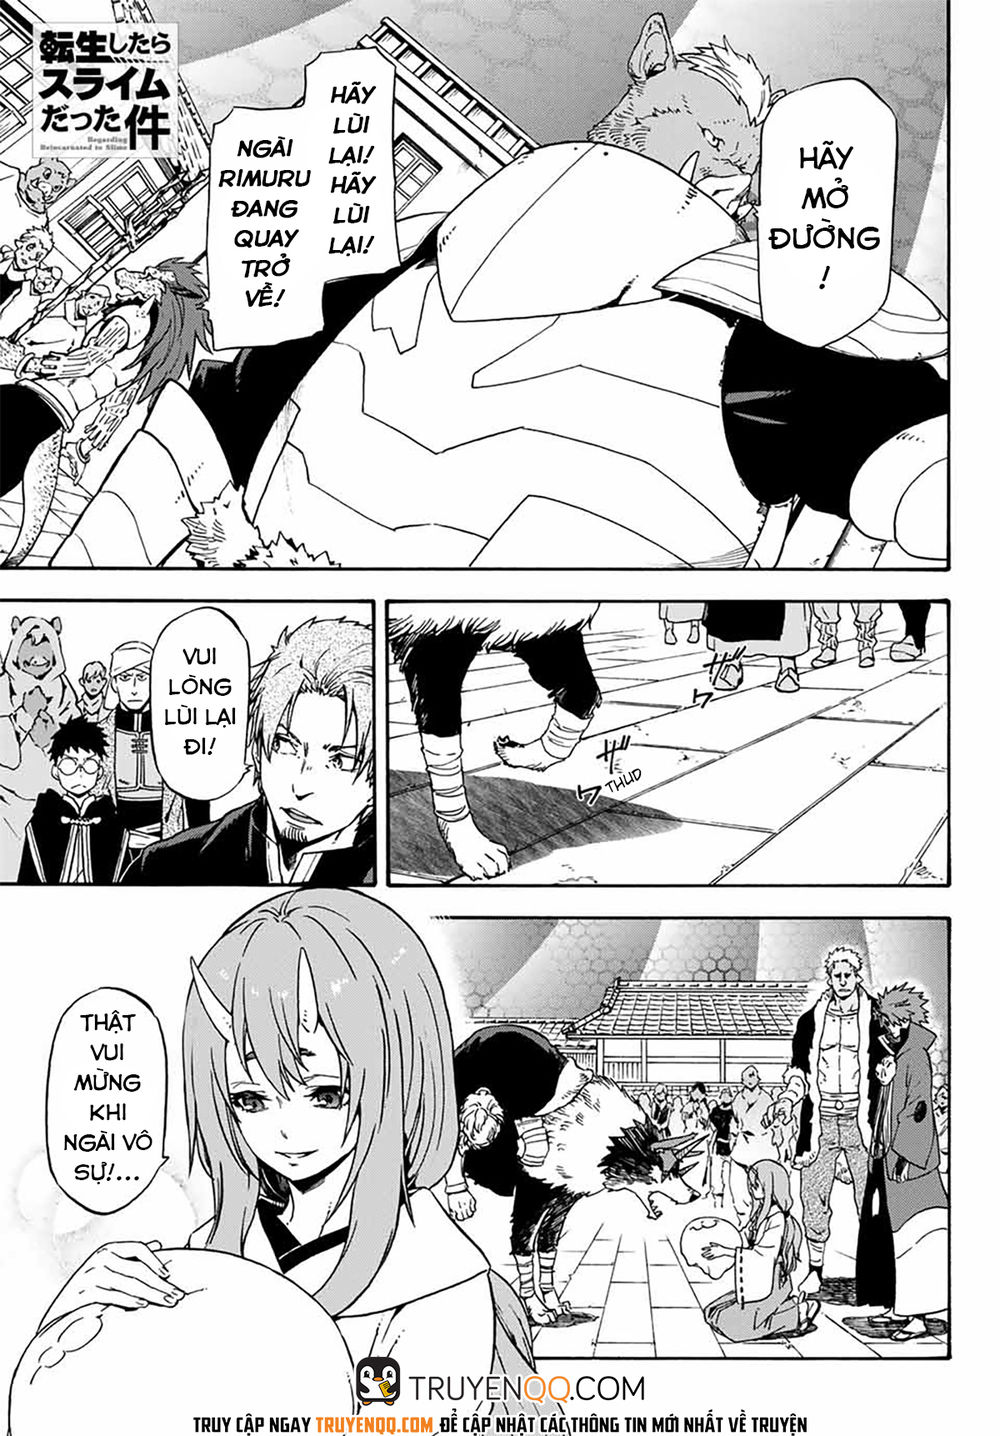 転生したら
スライム
だった件
Regarding
Reincarnated to Slime
HÃY
MỞ
ĐƯỜNG
!
HÃY
LÙI
LẠI!
HÃY
LÙI
LẠI!
NGÀI
RIMURU
ĐANG
QUAY
TRỞ
VỀ!
THUD
VUI
LÒNG
LÙI LẠI
ĐI!
THẬT
VUI
MỪNG
KHI
NGÀI VÔ
SỰ!...
TRUYENQQ.COM
TRUY CẬP NGAY TRUYENQQ.COM ĐỂ CẬP NHẬT CÁC THÔNG TIN MỚI NHẤT VỀ TRUYỆN